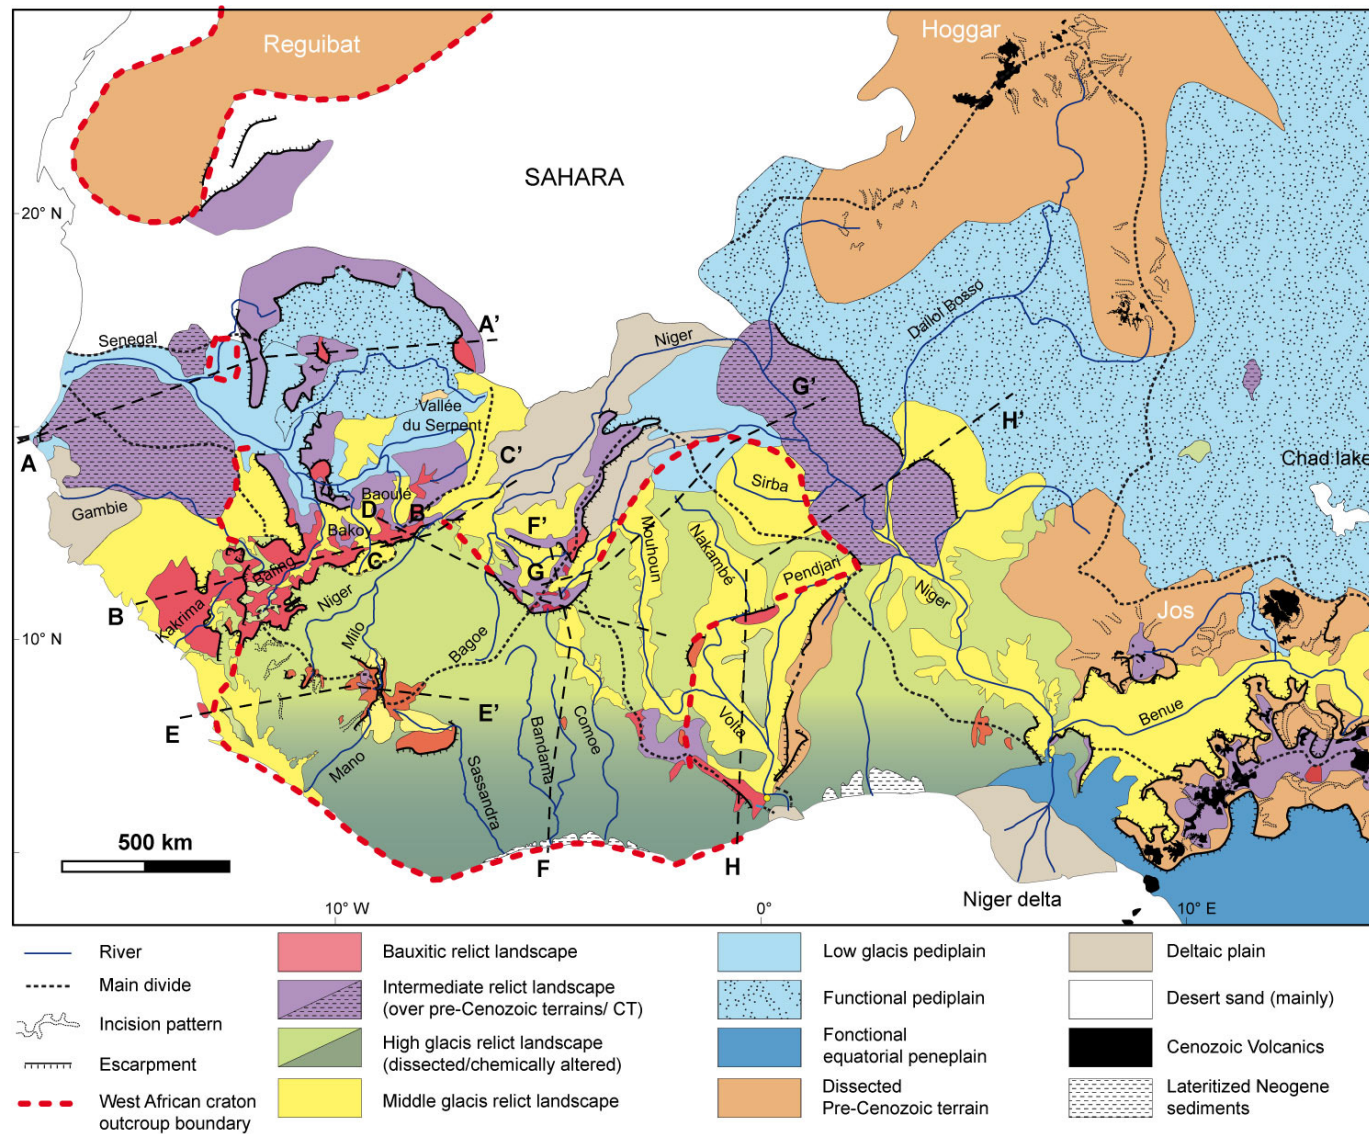 Reguibat
Hoggar
SAHARA
20° N
Senegal
A'
Niger
Dallol Bosso
G'
H'
Vallée
du Serpent
A
C'
Chad lake
Gambie
Baoulé
D
B'
Sirba
F'
Bakoy
Mouhoun
Nakambé
C
Bafing
G
Pendjari
B
Kakrima
Niger
Niger
10° N
Milo
Bagoe
Jos
E
E'
Volta
Benue
Mano
Sassandra
Bandama
Comoe
500 km
F
H
Niger delta
10° W
0°
10° E
River
Main divide
Incision pattern
Escarpment
West African craton
outcroup boundary
Bauxitic relict landscape
Intermediate relict landscape
(over pre-Cenozoic terrains/ CT)
High glacis relict landscape
(dissected/chemically altered)
Middle glacis relict landscape
Low glacis pediplain
Functional pediplain
Fonctional
equatorial peneplain
Dissected
Pre-Cenozoic terrain
Deltaic plain
Desert sand (mainly)
Cenozoic Volcanics
Lateritized Neogene
sediments